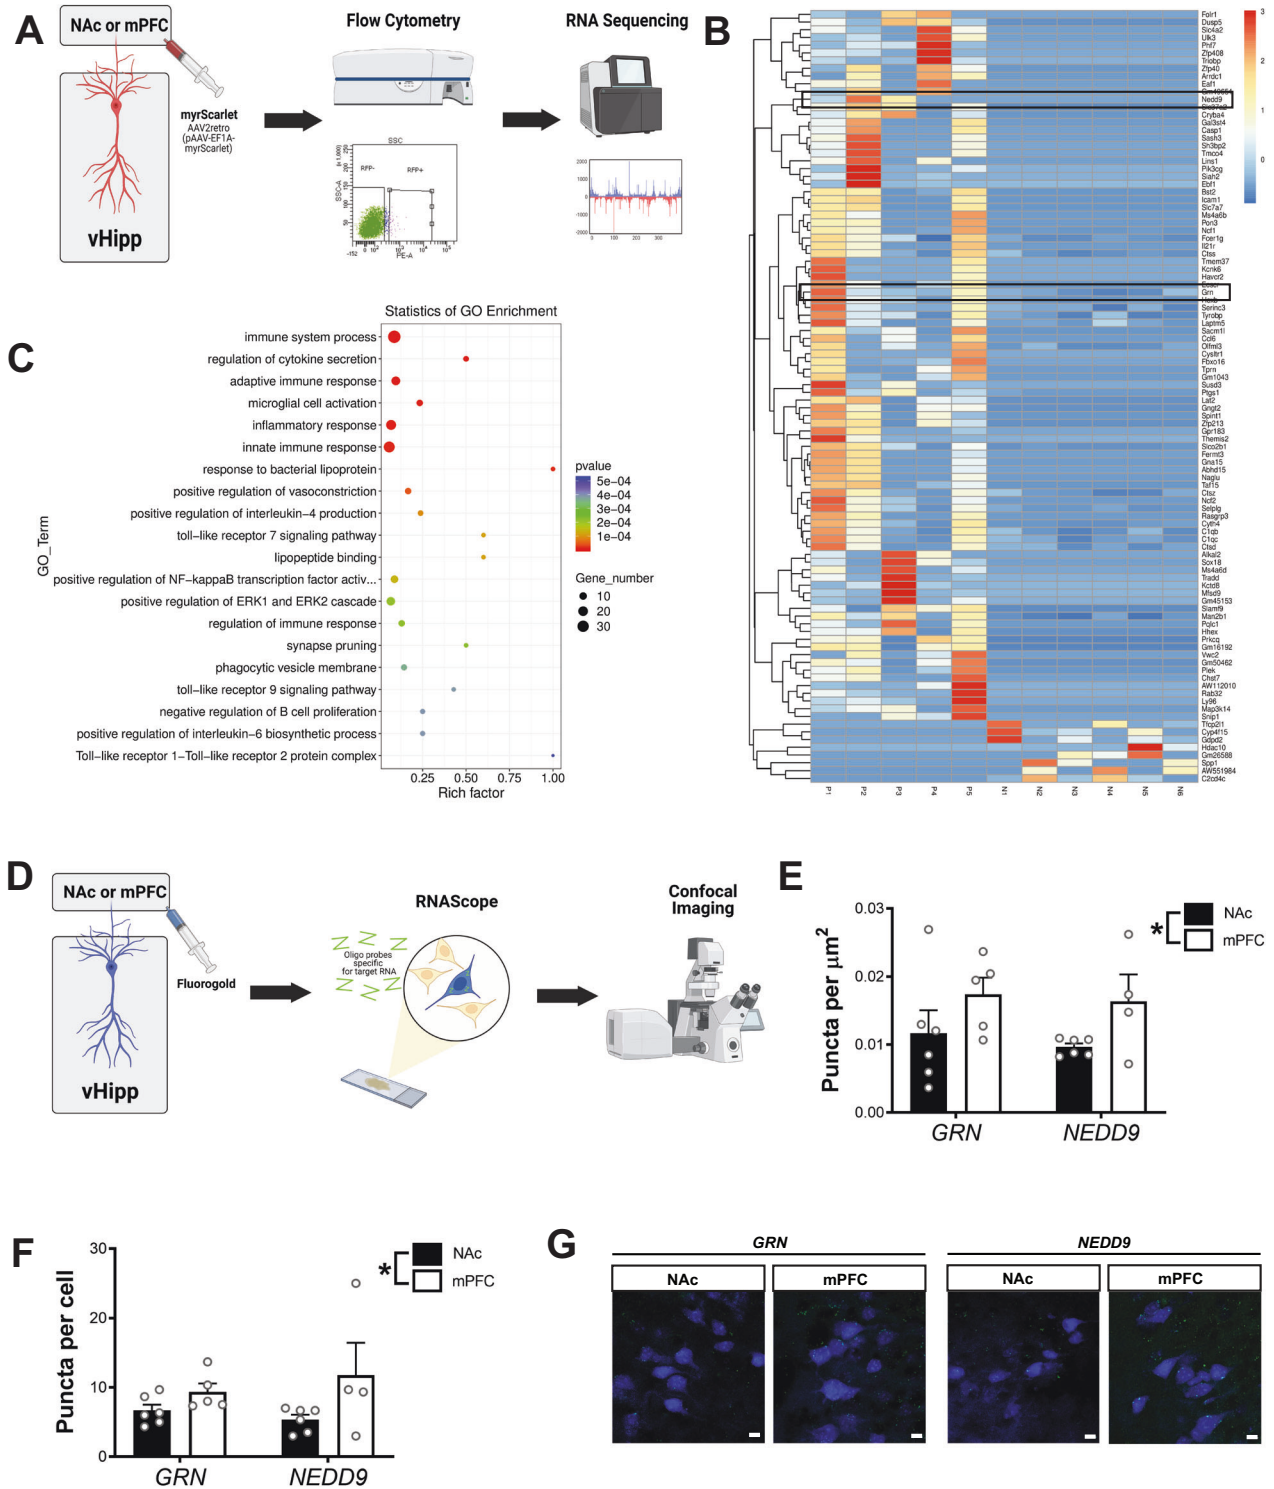 A
NAc or mPFC
vHipp
myrScarlet
AAV2retro
(pAAV-EF1A-
myrScarlet)
Flow Cytometry
SSC
(x 1,000)
SSC-A
RFP-
RFP+
PE-A
RNA Sequencing
2000
1000
0
-1000
-2000
0
100
200
300
B
Folr1
Dusp5
Slc4a2
Ulk3
Phf7
Zfp408
Triobp
Zfp40
Arrdc1
Eaf1
Nedd9
Cryba4
Gal3st4
Casp1
Sash3
Sh3bp2
Tmco4
Lins1
Pik3cg
Siah2
Ebf1
Bst2
Icam1
Slc7a7
Ms4a6b
Pon3
Ncf1
Fcer1g
Il21r
Ctss
Tmem37
Kcnk6
Havcr2
Grn
Hexb
Serinc3
Tyrobp
Laptm5
Sacm1l
Ccl6
Olfml3
Cysltr1
Fbxo16
Tprn
Gm1043
Susd3
Ptgs1
Lat2
Gngt2
Spint1
Zfp213
Gpr183
Themis2
Slco2b1
Fermt3
Gna15
Abhd15
Naglu
Taf15
Ctsz
Ncf2
Selplg
Rasgrp3
Cyth4
C1qb
C1qc
Ctsd
Alkal2
Sox18
Ms4a6d
Tradd
Kctd8
Mfsd9
Gm45153
Slamf9
Man2b1
Pqlc1
Hhex
Prkcq
Gm16192
Vwc2
Gm50462
Plek
Chst7
AW112010
Rab32
Ly96
Map3k14
Snip1
Tfcp2l1
Cyp4f15
Gdpd2
Hdac10
Gm26588
Spp1
AW551984
C2cd4c
P1 P2 P3 P4 P5 N1 N2 N3 N4 N5 N6
3
2
1
0
C
Statistics of GO Enrichment
GO_Term
immune system process
regulation of cytokine secretion
adaptive immune response
microglial cell activation
inflammatory response
innate immune response
response to bacterial lipoprotein
positive regulation of vasoconstriction
positive regulation of interleukin−4 production
toll−like receptor 7 signaling pathway
lipopeptide binding
positive regulation of NF−kappaB transcription factor activ...
positive regulation of ERK1 and ERK2 cascade
regulation of immune response
synapse pruning
phagocytic vesicle membrane
toll−like receptor 9 signaling pathway
negative regulation of B cell proliferation
positive regulation of interleukin−6 biosynthetic process
Toll−like receptor 1−Toll−like receptor 2 protein complex
0.25 0.50 0.75 1.00
Rich factor
pvalue
5e−04
4e−04
3e−04
2e−04
1e−04
Gene_number
10
20
30
D
NAc or mPFC
vHipp
Fluorogold
RNAScope
Oligo probes
specific
for target RNA
Confocal
Imaging
E
Puncta per μm2
0.03
0.02
0.01
0.00
GRN
NEDD9
*
NAc
mPFC
F
Puncta per cell
30
20
10
0
GRN
NEDD9
*
NAc
mPFC
G
GRN
NEDD9
NAc
mPFC
NAc
mPFC